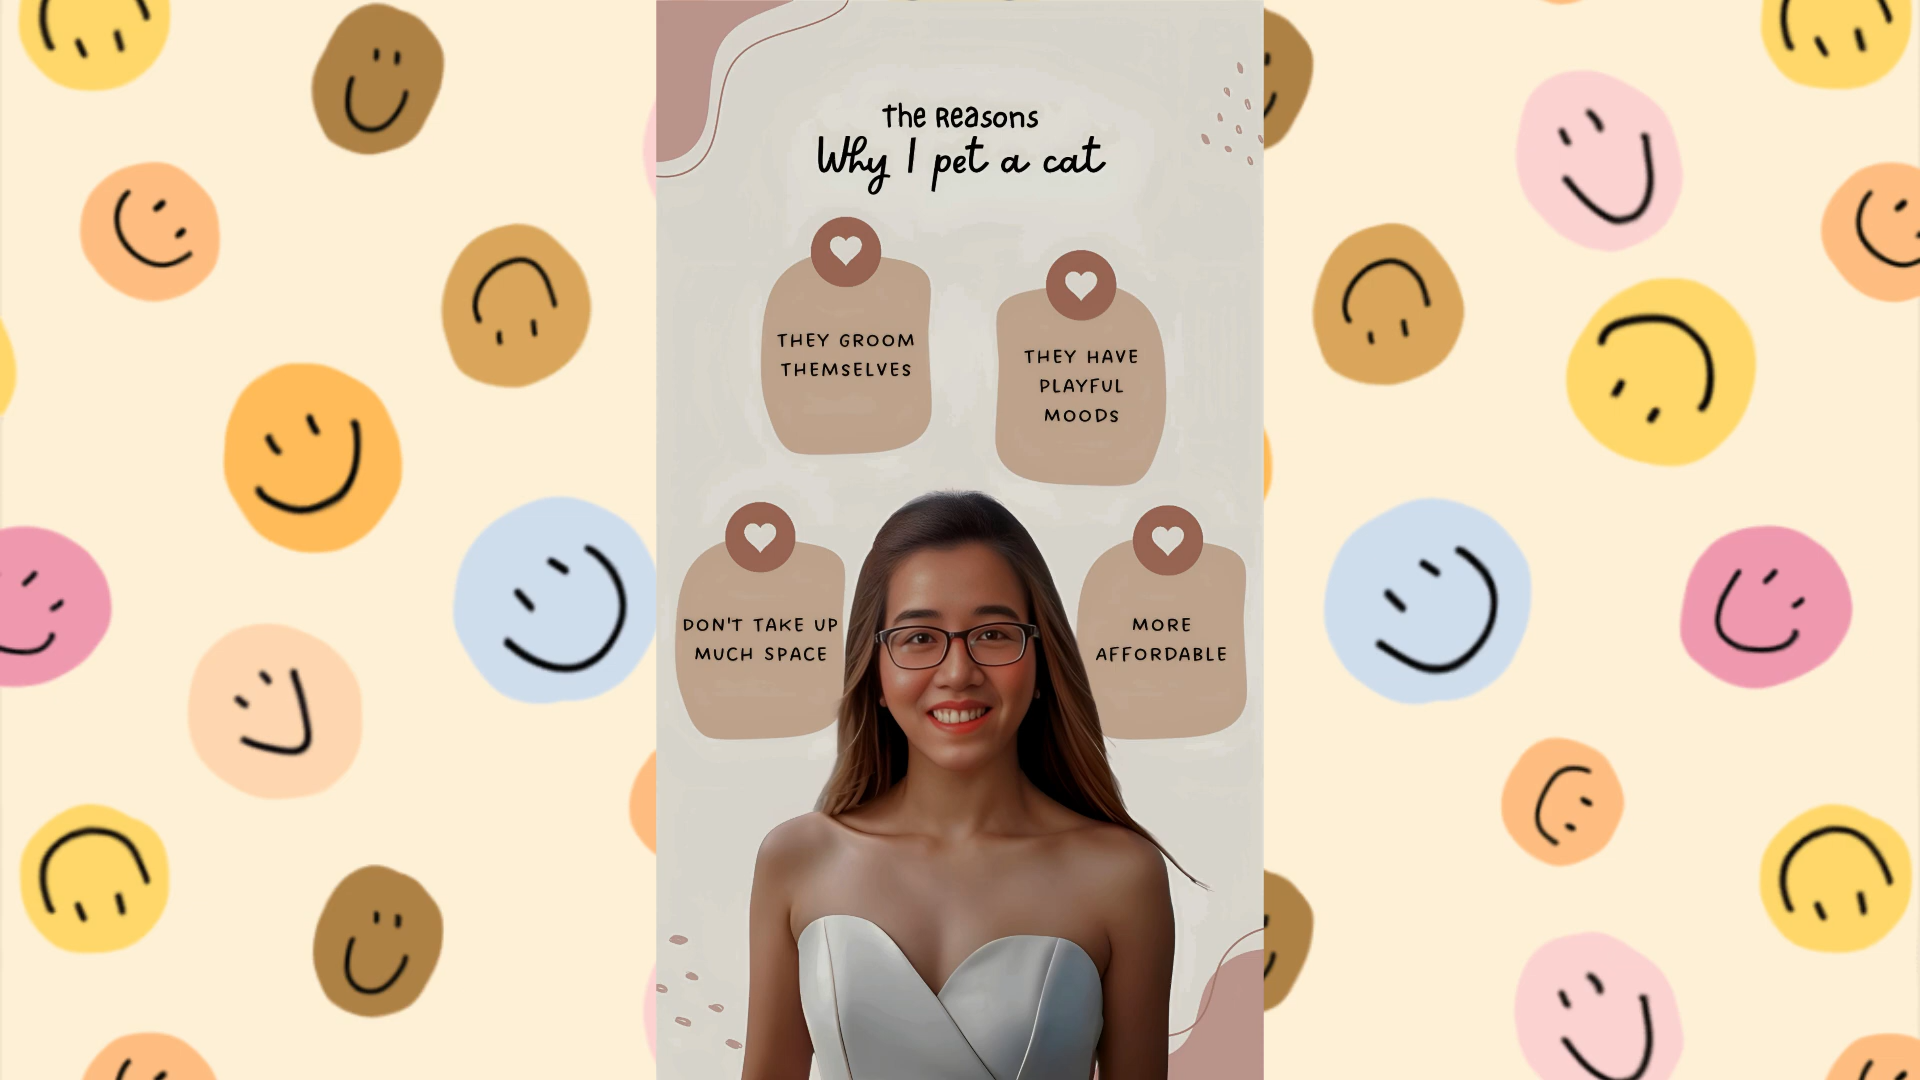 The Reasons
Why I pet a cat
THEY GROOM
THEMSELVES
THEY HAVE
PLAYFUL
MOODS
DON'T TAKE UP
MUCH SPACE
MORE
AFFORDABLE